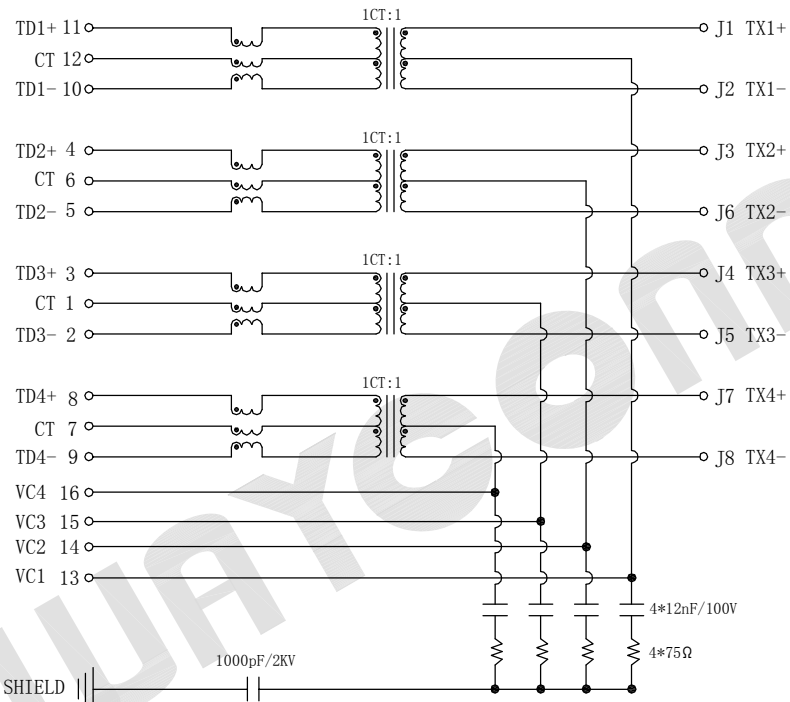 1CT:1
TD1+ 11 J1 TX1+
CT 12
TD1- 10 J2 TX1-
1CT:1
TD2+ 4 J3 TX2+
CT 6
TD2- 5 J6 TX2-
1CT:1
TD3+ 3 J4 TX3+
CT 1
TD3- 2 J5 TX3-
1CT:1
TD4+ 8 J7 TX4+
CT 7
TD4- 9 J8 TX4-
VC4 16
VC3 15
VC2 14
VC1 13
4*12nF/100V
4*75Ω
1000pF/2KV
SHIELD
WAYCONN